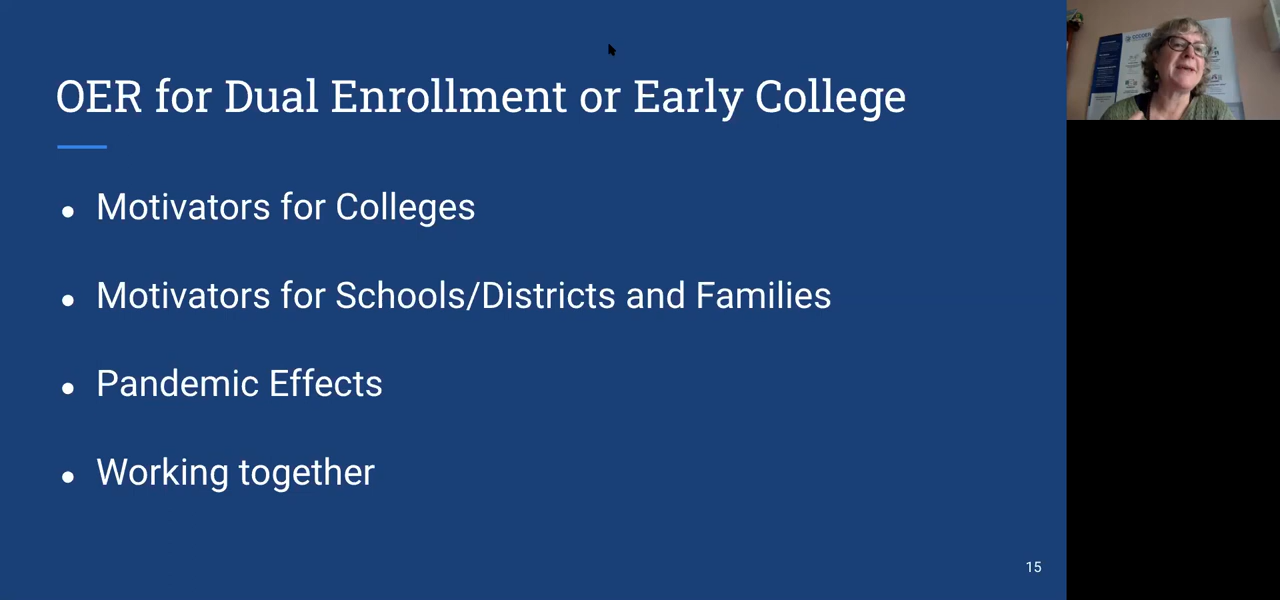 OER for Dual Enrollment or Early College
● Motivators for Colleges
● Motivators for Schools/Districts and Families
● Pandemic Effects
● Working together
15